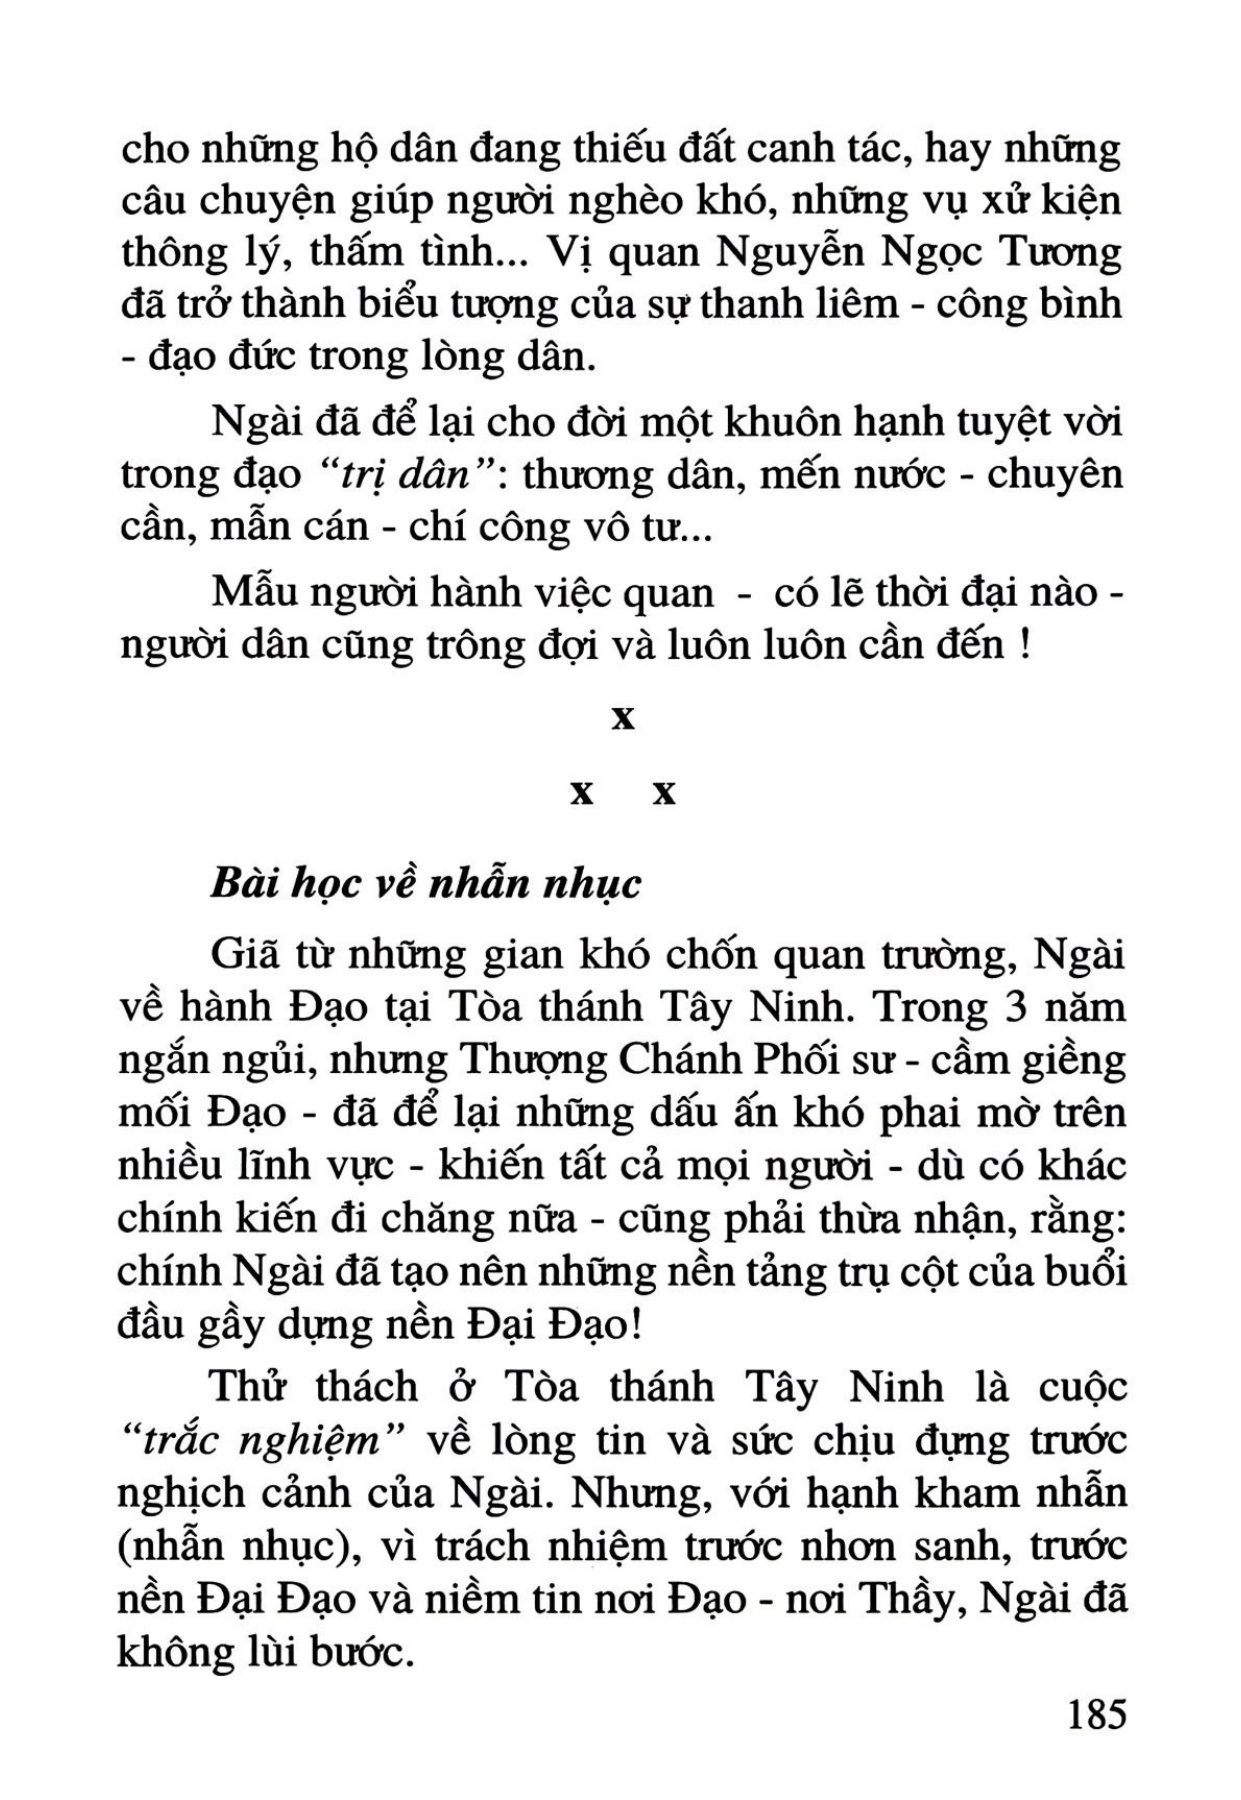 cho những hộ dân đang thiếu đất canh tác, hay những
câu chuyện giúp người nghèo khó, những vụ xử kiện
thông lý, thấm tình... Vị quan Nguyễn Ngọc Tương
đã trở thành biểu tượng của sự thanh liêm - công bình
- đạo đức trong lòng dân.
Ngài đã để lại cho đời một khuôn hạnh tuyệt vời
trong đạo “trị dân”: thương dân, mến nước - chuyên
cần, mẫn cán - chí công vô tư...
Mẫu người hành việc quan - có lẽ thời đại nào -
người dân cũng trông đợi và luôn luôn cần đến !
x
x x
Bài học về nhẫn nhục
Giã từ những gian khó chốn quan trường, Ngài
về hành Đạo tại Tòa thánh Tây Ninh. Trong 3 năm
ngắn ngủi, nhưng Thượng Chánh Phối sư - cầm giềng
mối Đạo - đã để lại những dấu ấn khó phai mờ trên
nhiều lĩnh vực - khiến tất cả mọi người - dù có khác
chính kiến đi chăng nữa - cũng phải thừa nhận, rằng:
chính Ngài đã tạo nên những nền tảng trụ cột của buổi
đầu gầy dựng nền Đại Đạo!
Thử thách ở Tòa thánh Tây Ninh là cuộc
“trắc nghiệm” về lòng tin và sức chịu đựng trước
nghịch cảnh của Ngài. Nhưng, với hạnh kham nhẫn
(nhẫn nhục), vì trách nhiệm trước nhơn sanh, trước
nền Đại Đạo và niềm tin nơi Đạo - nơi Thầy, Ngài đã
không lùi bước.
185